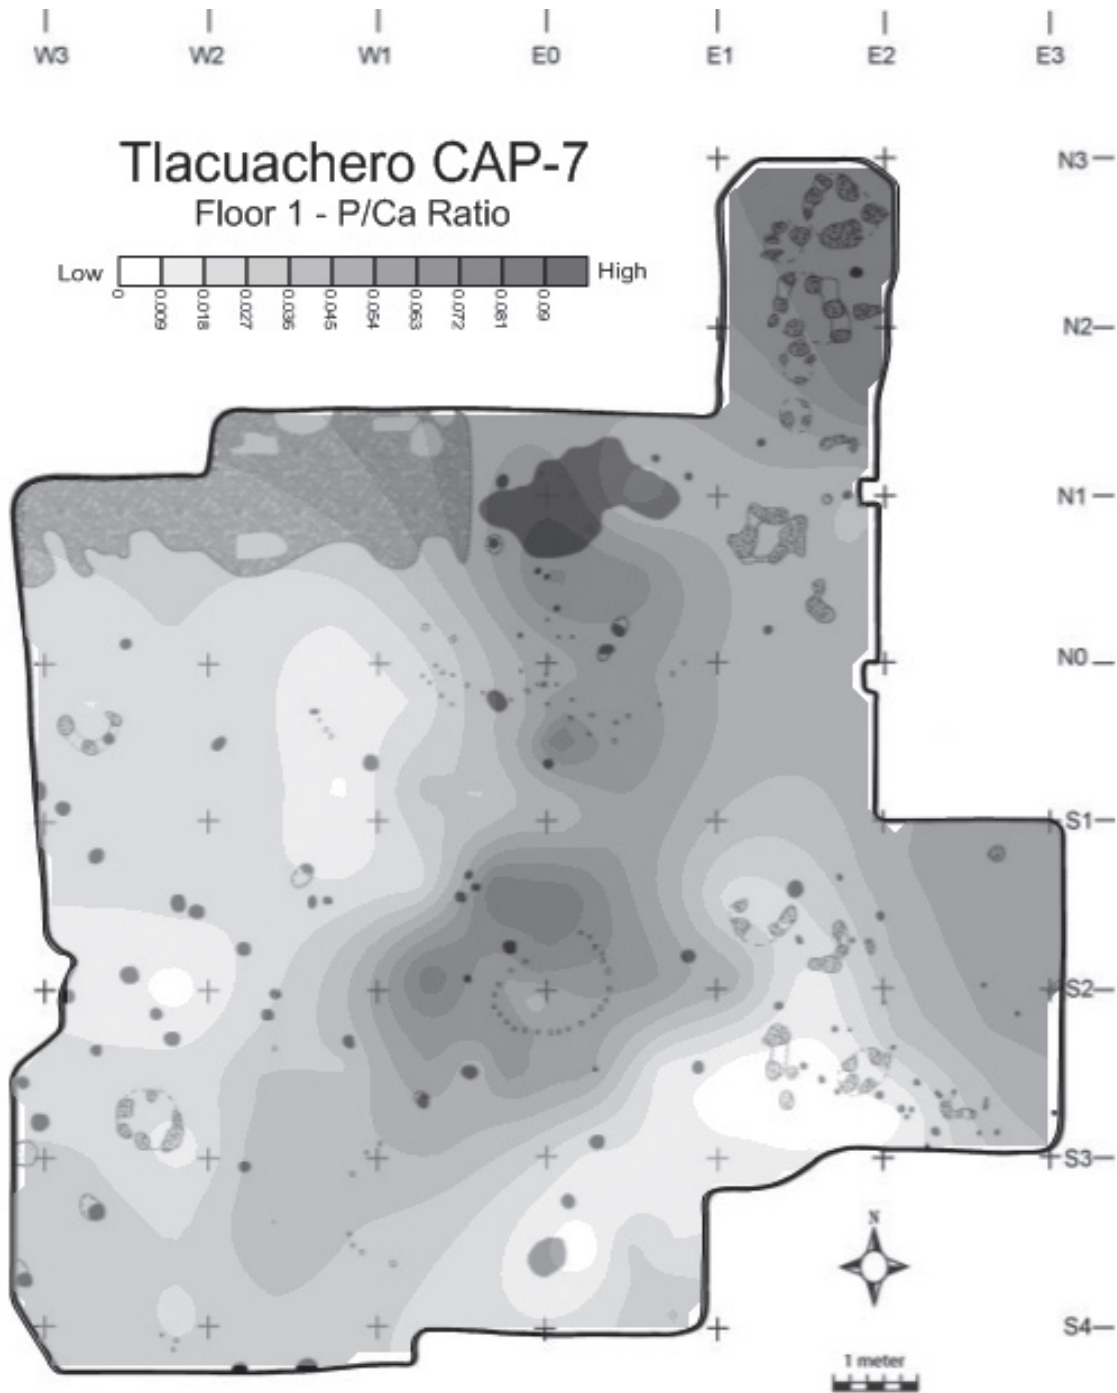 W3 W2 W1 E0 E1 E2 E3
Tlacuachero CAP-7
Floor 1 - P/Ca Ratio
Low High
0 0.009 0.018 0.027 0.036 0.045 0.054 0.063 0.072 0.081 0.09
N3
N2
N1
N0
S1
S2
S3
N
S4
1 meter